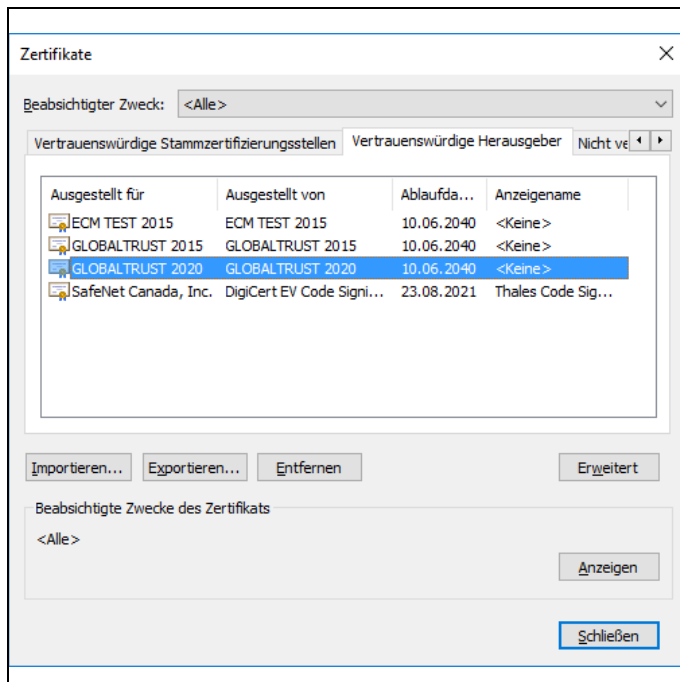 Zertifikate
Beabsichtigter Zweck: <Alle>
Vertrauenswürdige Stammzertifizierungsstellen Vertrauenswürdige Herausgeber Nicht ve
Ausgestellt für Ausgestellt von Ablaufda... Anzeigename
ECM TEST 2015 ECM TEST 2015 10.06.2040 <Keine>
GLOBALTRUST 2015 GLOBALTRUST 2015 10.06.2040 <Keine>
GLOBALTRUST 2020 GLOBALTRUST 2020 10.06.2040 <Keine>
SafeNet Canada, Inc. DigiCert EV Code Signi... 23.08.2021 Thales Code Sig...
Importieren... Exportieren... Entfernen Erweitert
Beabsichtigte Zwecke des Zertifikats
<Alle>
Anzeigen
Schließen